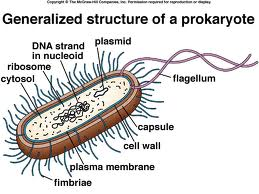 Copyright © The McGraw-Hill Companies, Inc. Permission required for reproduction or display.
Generalized structure of a prokaryote
plasmid
DNA strand
in nucleoid
ribosome
cytosol
flagellum
capsule
cell wall
plasma membrane
fimbriae